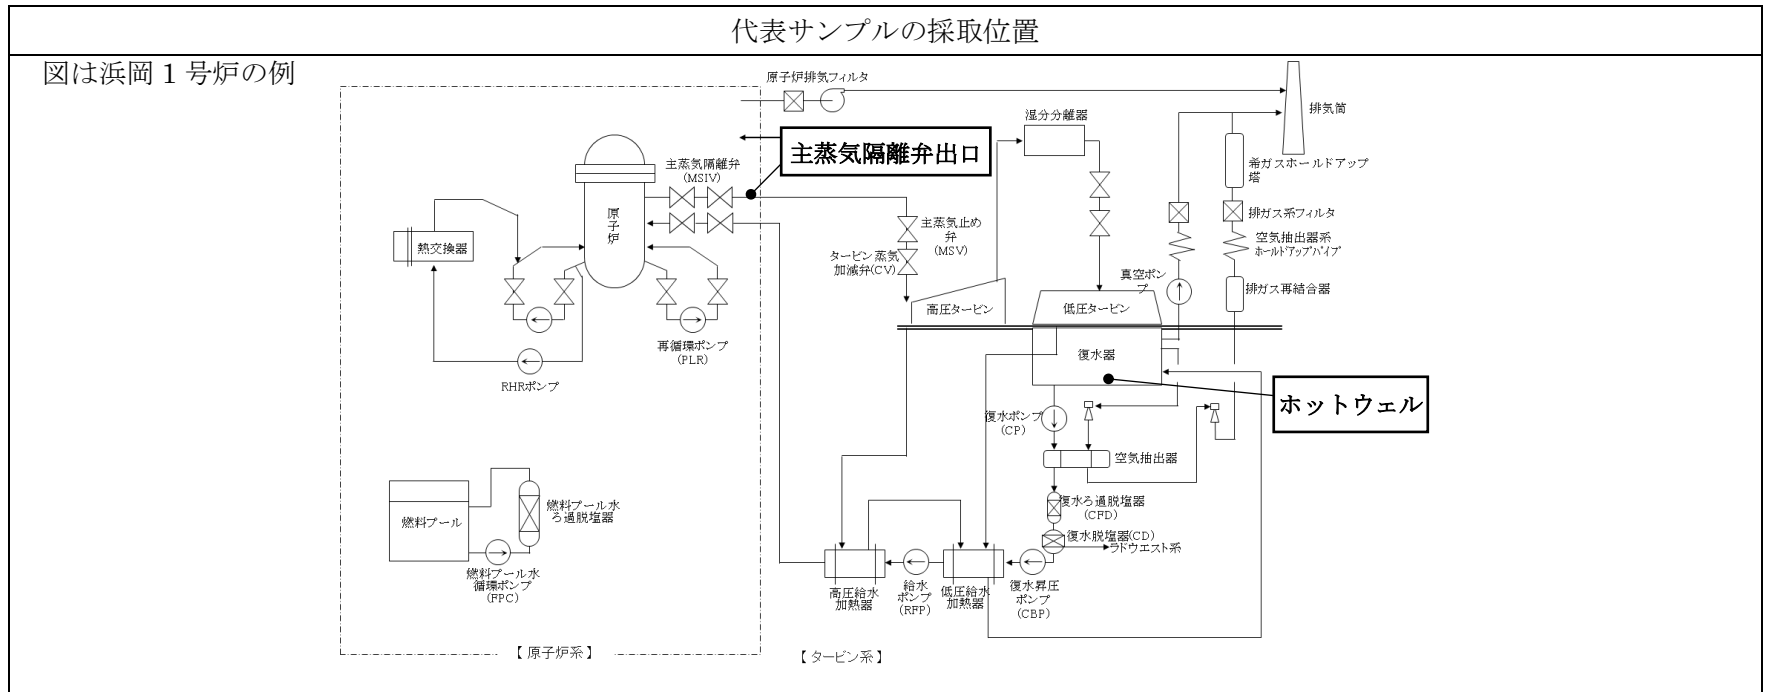 代表サンプルの採取位置
図は浜岡１号炉の例
原子炉排気フィルタ
排気筒
湿分分離器
主蒸気隔離弁出口
主蒸気隔離弁
(MSIV)
希ガスホールドアップ
塔
原子炉
排ガス系フィルタ
主蒸気止め
弁
(MSV)
空気抽出器系
ホールドアップパイプ
熱交換器
タービン蒸気
加減弁(CV)
真空ポン
プ
排ガス再結合器
高圧タービン
低圧タービン
再循環ポンプ
(PLR)
復水器
RHRポンプ
ホットウェル
復水ポンプ
(CP)
空気抽出器
燃料プール
燃料プール水
ろ過脱塩器
復水ろ過脱塩器
(CFD)
復水脱塩器(CD)
ラドウエスト系
燃料プール水
循環ポンプ
(FPC)
高圧給水
加熱器
給水
ポンプ
(RFP)
低圧給水
加熱器
復水昇圧
ポンプ
(CBP)
【 原子炉系 】
【 タービン系 】